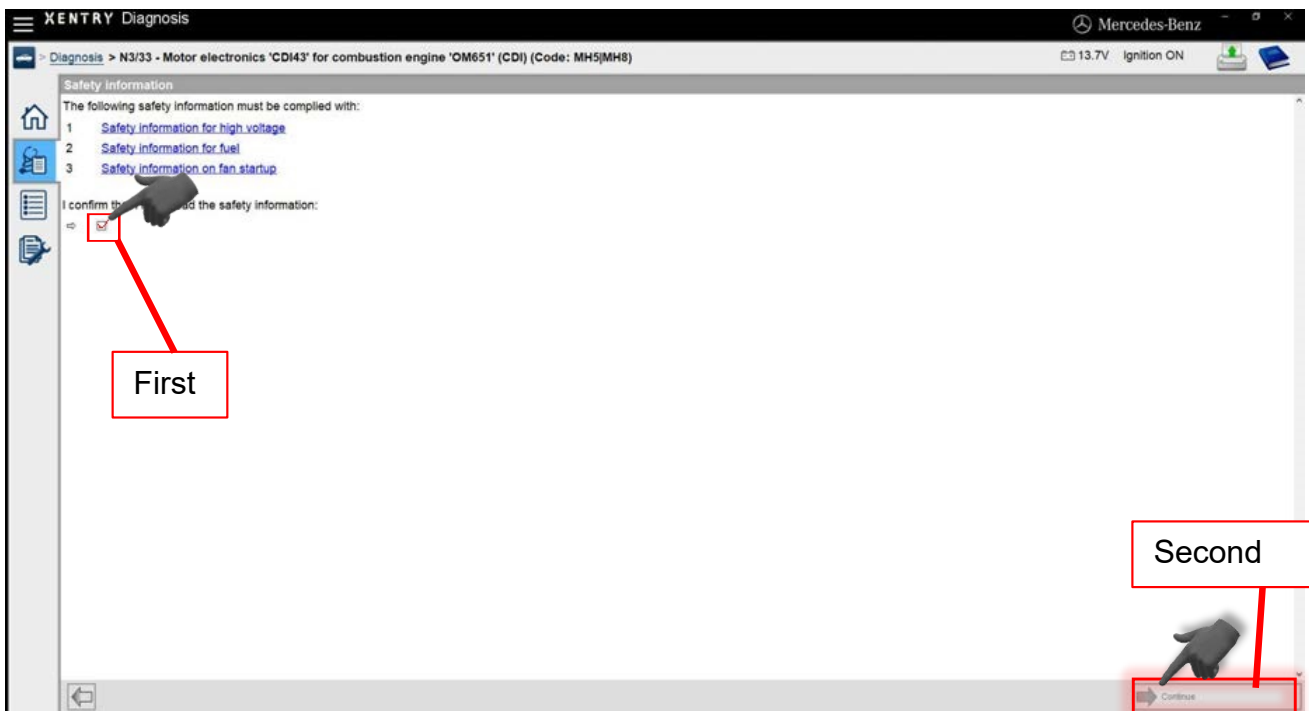 XENTRY Diagnosis
Mercedes-Benz
> Diagnosis > N3/33 - Motor electronics 'CDI43' for combustion engine 'OM651' (CDI) (Code: MH5|MH8)
13.7V Ignition ON
Safety information
The following safety information must be complied with:
1 Safety information for high voltage
2 Safety information for fuel
3 Safety information on fan startup
I confirm the safety information:
First
Second
Continue